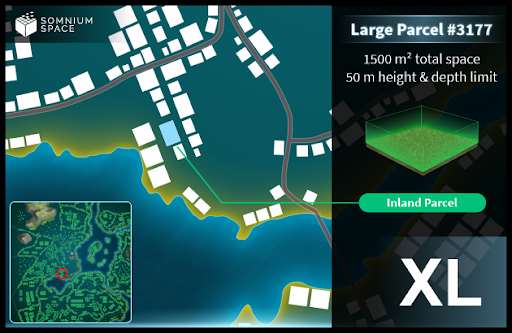 SOMNIUM
SPACE
Large Parcel #3177
1500 m² total space
50 m height & depth limit
Inland Parcel
XL